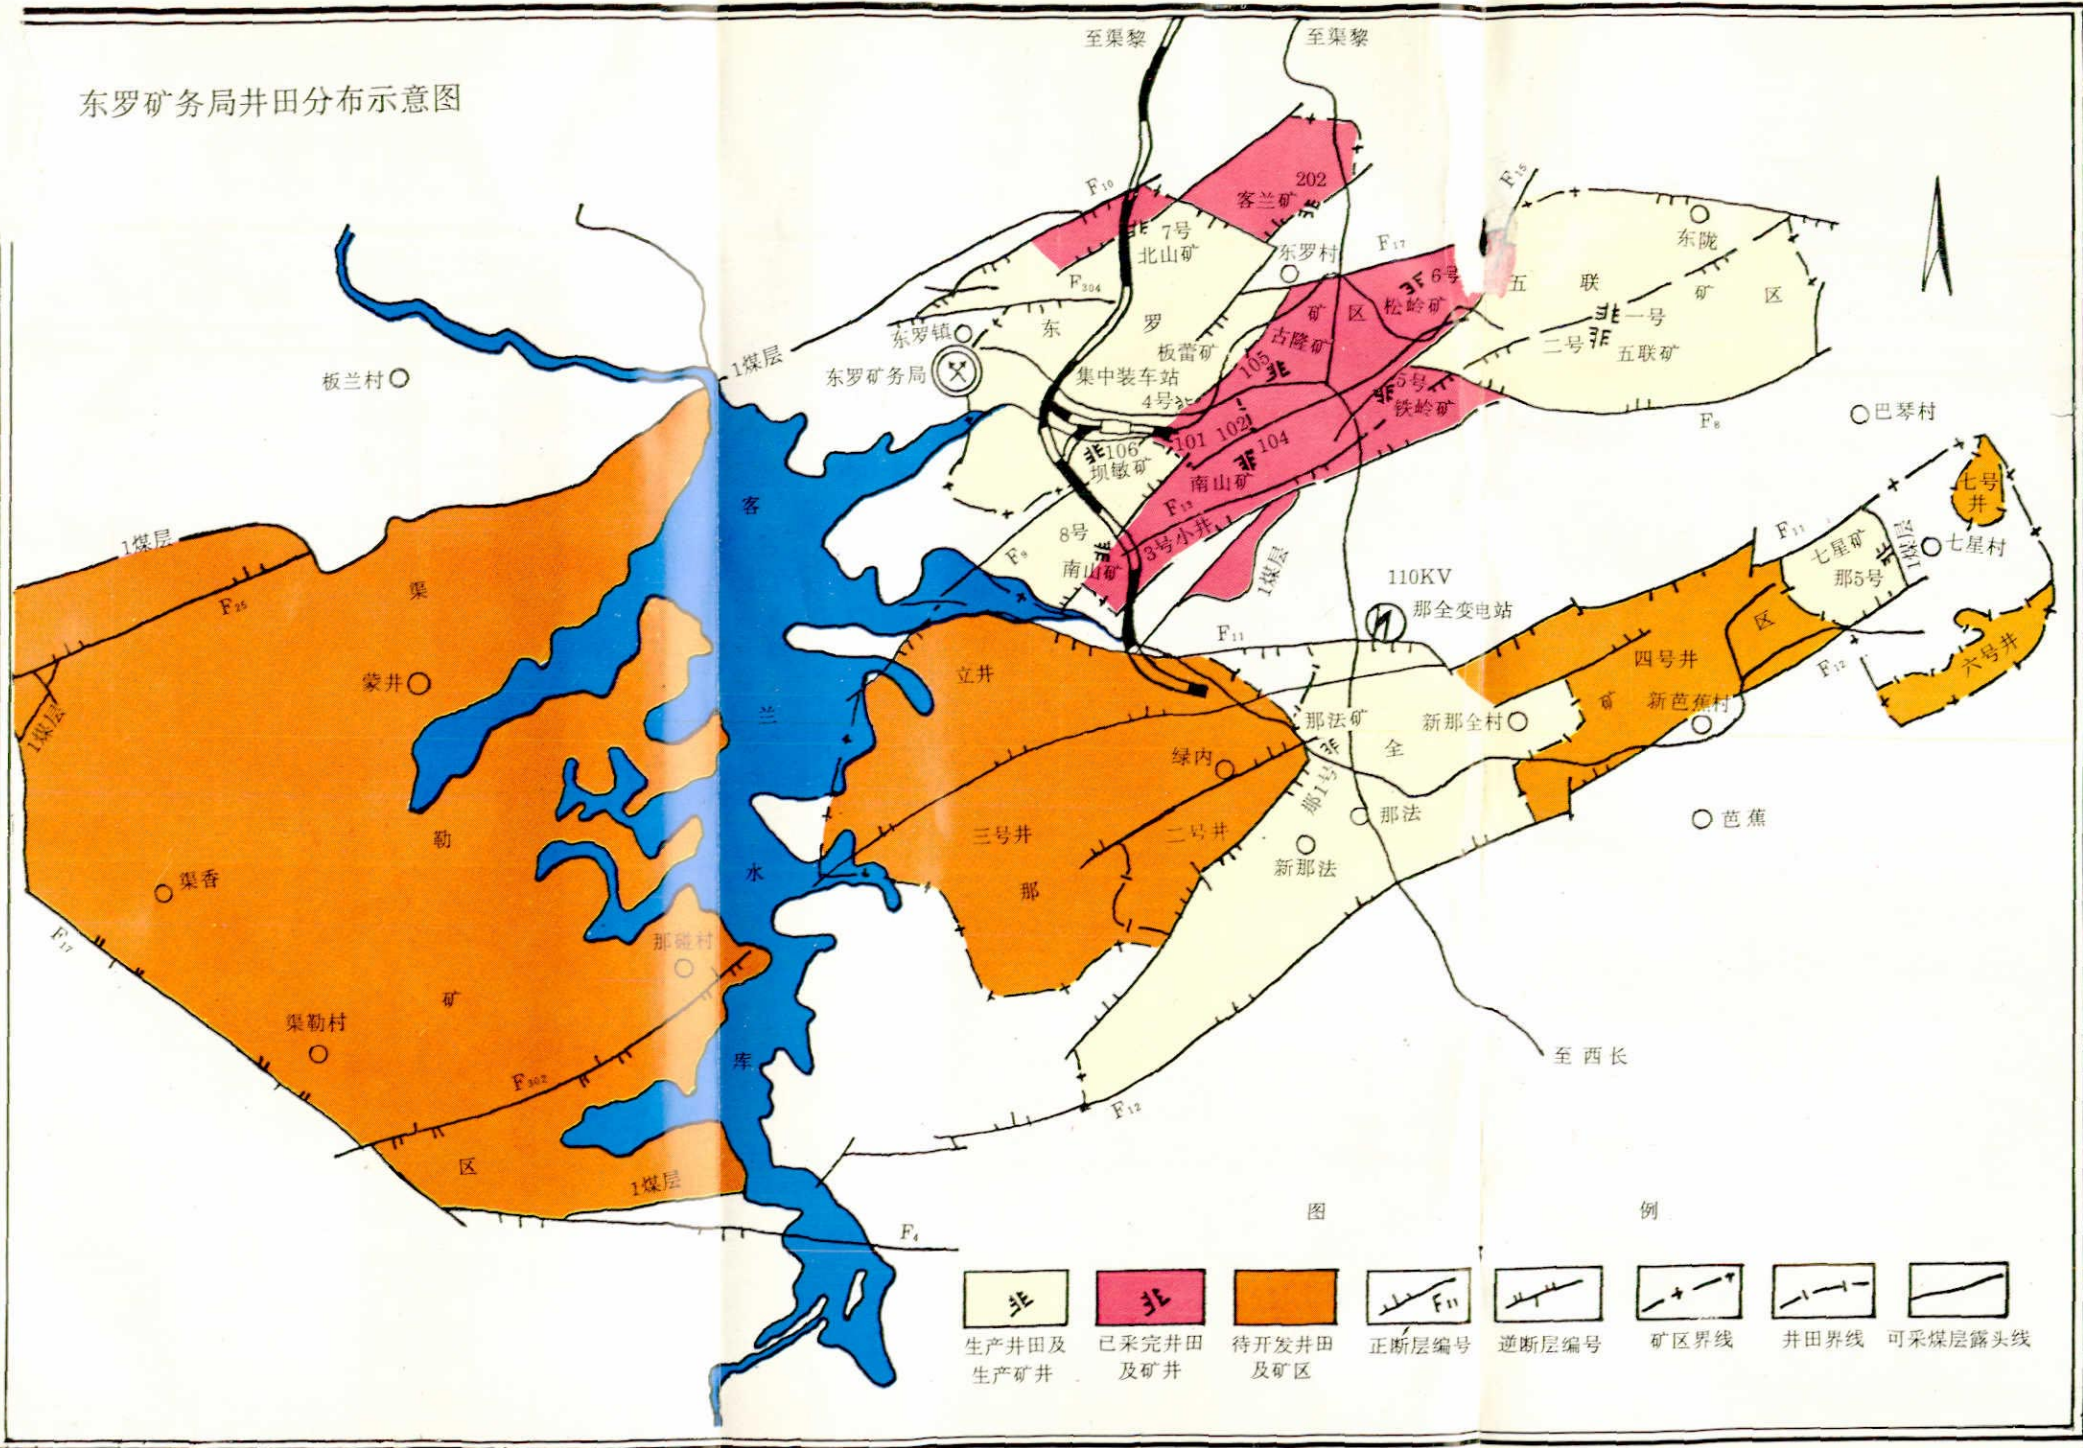 东罗矿务局井田分布示意图
至渠黎
至渠黎
F₁₀
202
客兰矿
7号
北山矿
F₃₀₄
东罗村
F₁₇
F₁₅
东陇
6号
松岭矿
五联矿区
一号
二号
五联矿
东罗矿区
古隆矿
板蕾矿
105
东罗镇
东罗矿务局
集中装车站
4号
1煤层
板兰村
5号
铁岭矿
F₈
巴琴村
101
102
104
106
坝敏矿
南山矿
F₁₃
3号小井
8号
南山矿
F₉
1煤层
110KV
那全变电站
F₁₁
F₁₁
七号井
七星矿
那5号
1煤层
七星村
六号井
F₁₂
四号井
新芭蕉村
芭蕉
新那全村
那法矿
那1号
那法
新那法
绿内
立井
三号井
二号井
那全矿区
客兰水库
1煤层
F₂₅
1煤层
蒙井
渠勒矿区
渠香
F₁₇
渠勒村
那碰村
F₃₀₂
1煤层
F₄
F₁₂
至西长
图例
生产井田及
生产矿井
已采完井田
及矿井
待开发井田
及矿区
F11
正断层编号
逆断层编号
矿区界线
井田界线
可采煤层露头线